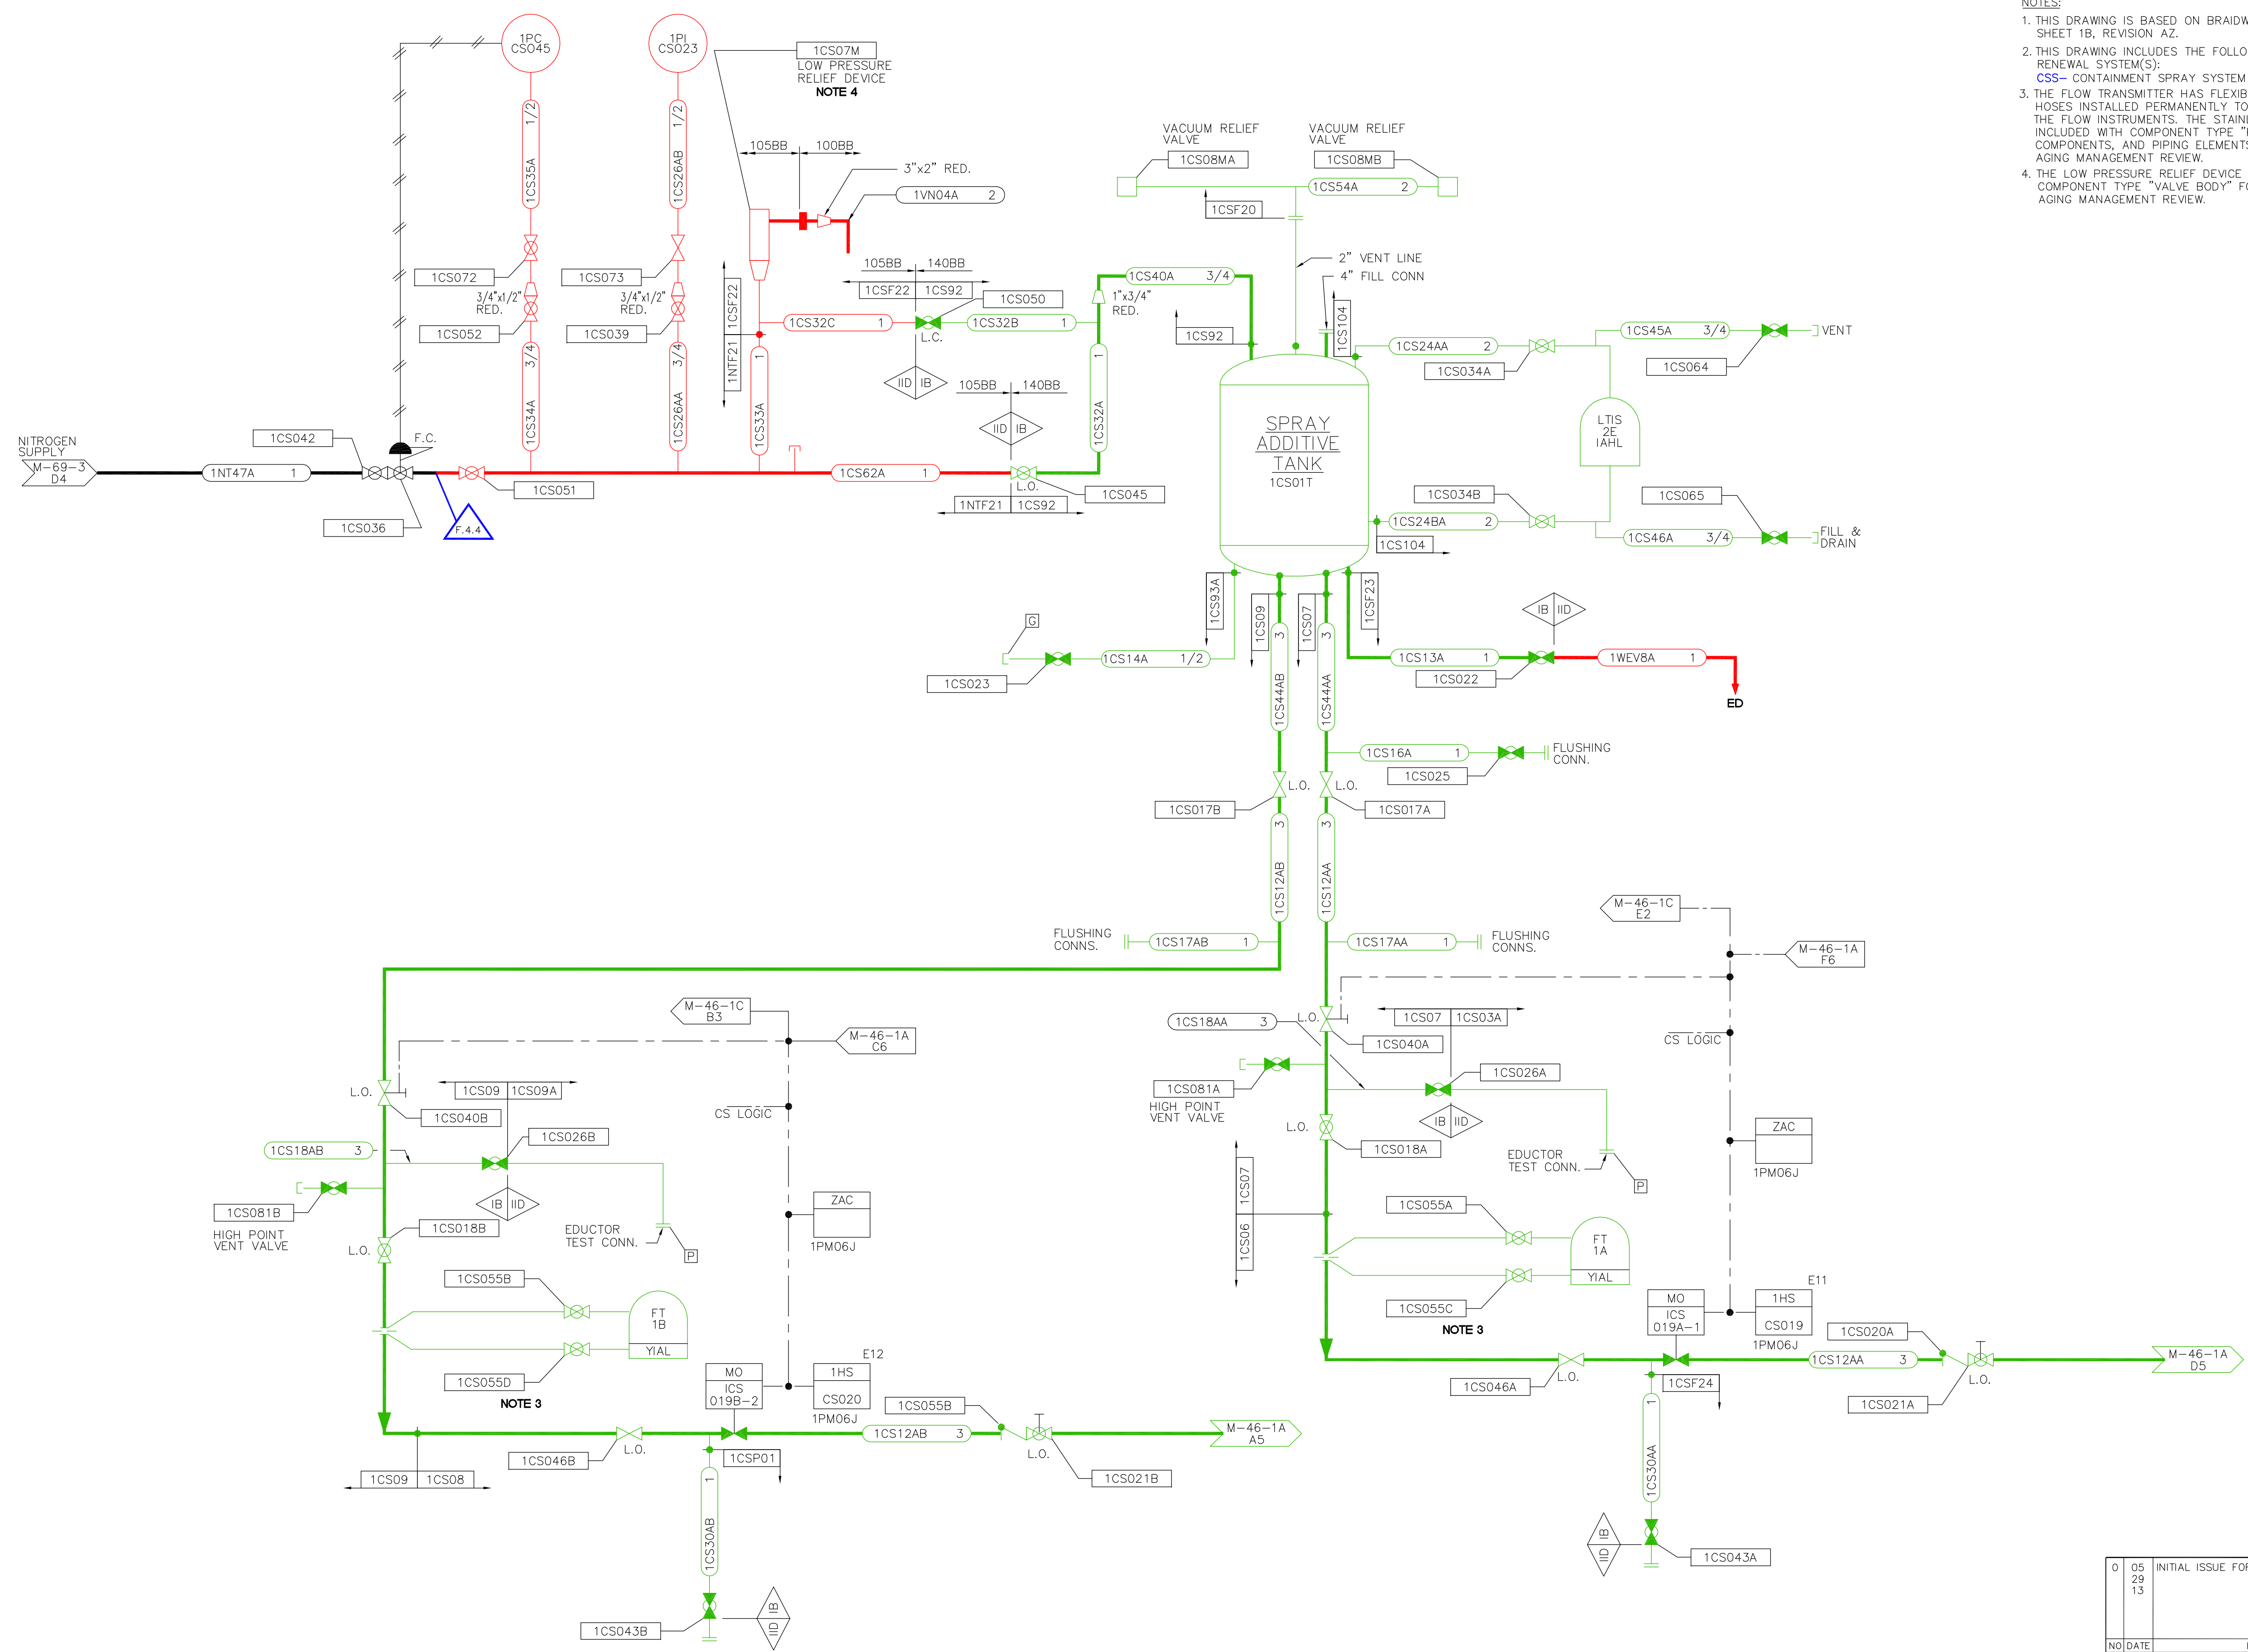 NOTES:
1. THIS DRAWING IS BASED ON BRAIDW
SHEET 1B, REVISION AZ.
2. THIS DRAWING INCLUDES THE FOLLO
RENEWAL SYSTEM(S):
CSS- CONTAINMENT SPRAY SYSTEM
3. THE FLOW TRANSMITTER HAS FLEXIB
HOSES INSTALLED PERMANENTLY TO
THE FLOW INSTRUMENTS. THE STAINL
INCLUDED WITH COMPONENT TYPE "
COMPONENTS, AND PIPING ELEMENTS
AGING MANAGEMENT REVIEW.
4. THE LOW PRESSURE RELIEF DEVICE
COMPONENT TYPE "VALVE BODY" FO
AGING MANAGEMENT REVIEW.
1PC
CS045
1PI
CS023
1CS07M
LOW PRESSURE
RELIEF DEVICE
NOTE 4
1CS35A 1/2
1CS26AB 1/2
105BB 100BB
3"x2" RED.
1VN04A 2
VACUUM RELIEF
VALVE
1CS08MA
VACUUM RELIEF
VALVE
1CS08MB
1CS54A 2
1CSF20
2" VENT LINE
4" FILL CONN
1CS072
1CS073
3/4"x1/2"
RED.
3/4"x1/2"
RED.
1CS052
1CS039
1CSF22
1NTF21
105BB 140BB
1CSF22 1CS92
1CS050
1CS32C 1
L.C.
1CS32B 1
IID IB
1CS40A 3/4
1"x3/4"
RED.
1CS92
1CS104
1CS24AA 2
1CS034A
1CS45A 3/4
VENT
1CS064
1CS34A 3/4
1CS26AA 3/4
1CS33A 1
105BB 140BB
IID IB
1CS32A 1
SPRAY
ADDITIVE
TANK
1CS01T
LTIS
2E
IAHL
NITROGEN
SUPPLY
M-69-3
D4
1NT47A 1
1CS042
F.C.
1CS036
F.4.4
1CS051
1CS62A 1
L.O.
1CS045
1NTF21 1CS92
1CS034B
1CS24BA 2
1CS104
1CS065
1CS46A 3/4
FILL &
DRAIN
1CS93A
1CS09
1CS07
1CSF23
G
1CS14A 1/2
1CS023
IB IID
1CS13A 1
1CS022
1WEV8A 1
ED
1CS44AB 3
1CS44AA 3
1CS16A 1
FLUSHING
CONN.
1CS025
L.O.
L.O.
1CS017B
1CS017A
1CS12AB 3
1CS12AA 3
FLUSHING
CONNS.
1CS17AB 1
1CS17AA 1
FLUSHING
CONNS.
M-46-1C
E2
M-46-1A
F6
CS LOGIC
M-46-1C
B3
M-46-1A
C6
CS LOGIC
1CS18AA 3
L.O.
1CS07 1CS03A
1CS040A
1CS026A
1CS081A
HIGH POINT
VENT VALVE
IB IID
L.O.
1CS018A
EDUCTOR
TEST CONN.
P
ZAC
1PM06J
L.O.
1CS09 1CS09A
1CS040B
1CS026B
1CS18AB 3
1CS081B
HIGH POINT
VENT VALVE
IB IID
1CS018B
L.O.
EDUCTOR
TEST CONN.
P
ZAC
1PM06J
1CS07
1CS06
1CS055A
FT
1A
YIAL
1CS055C
NOTE 3
1CS055B
FT
1B
YIAL
1CS055D
NOTE 3
MO
ICS
019A-1
E11
1HS
CS019
1PM06J
1CS020A
1CS12AA 3
1CS046A
L.O.
1CSF24
L.O.
1CS021A
M-46-1A
D5
MO
ICS
019B-2
E12
1HS
CS020
1PM06J
1CS055B
1CS12AB 3
M-46-1A
A5
1CS046B
L.O.
1CSP01
L.O.
1CS021B
1CS09 1CS08
1CS30AB 1
1CS30AA 1
IID IB
1CS043A
IID IB
1CS043B
0
05
29
13
INITIAL ISSUE FO
NO DATE